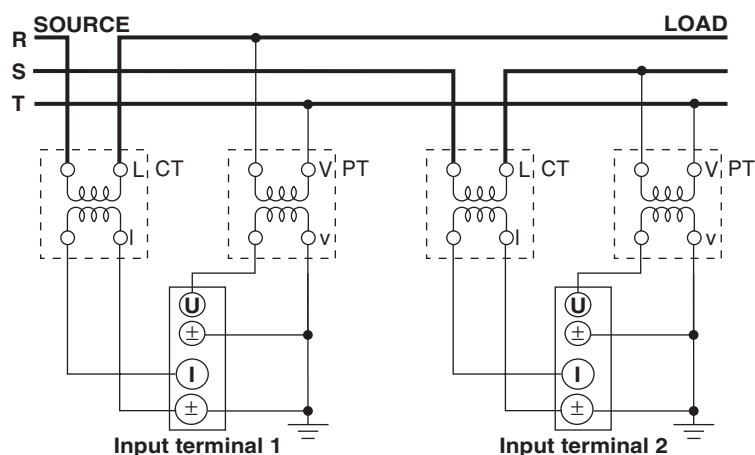 SOURCE LOAD
R
S
T
L CT V PT L CT V PT
l v l v
U U
± ±
I I
± ±
Input terminal 1 Input terminal 2